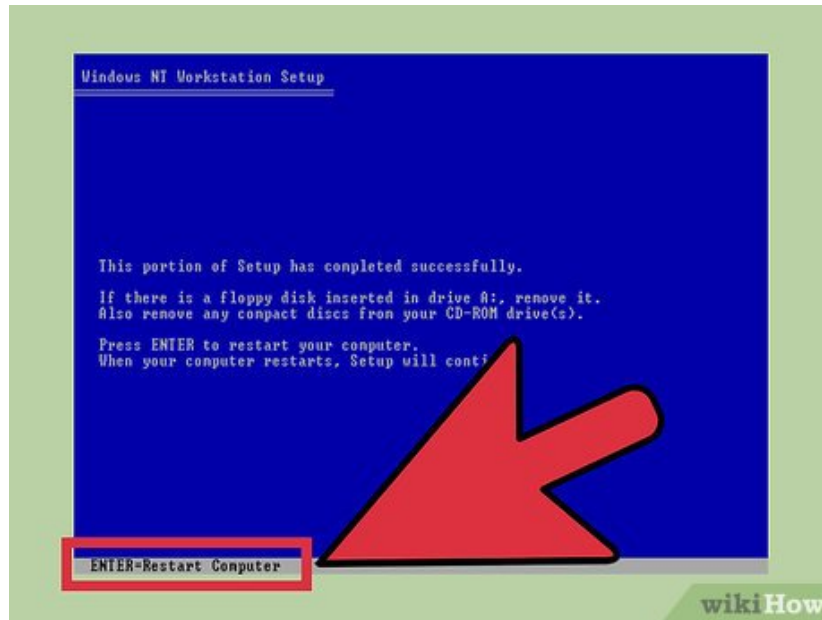 Windows NT Workstation Setup
This portion of Setup has completed successfully.
If there is a floppy disk inserted in drive A:, remove it.
Also remove any compact discs from your CD-ROM drive(s).
Press ENTER to restart your computer.
When your computer restarts, Setup will conti
ENTER=Restart Computer
wikiHow